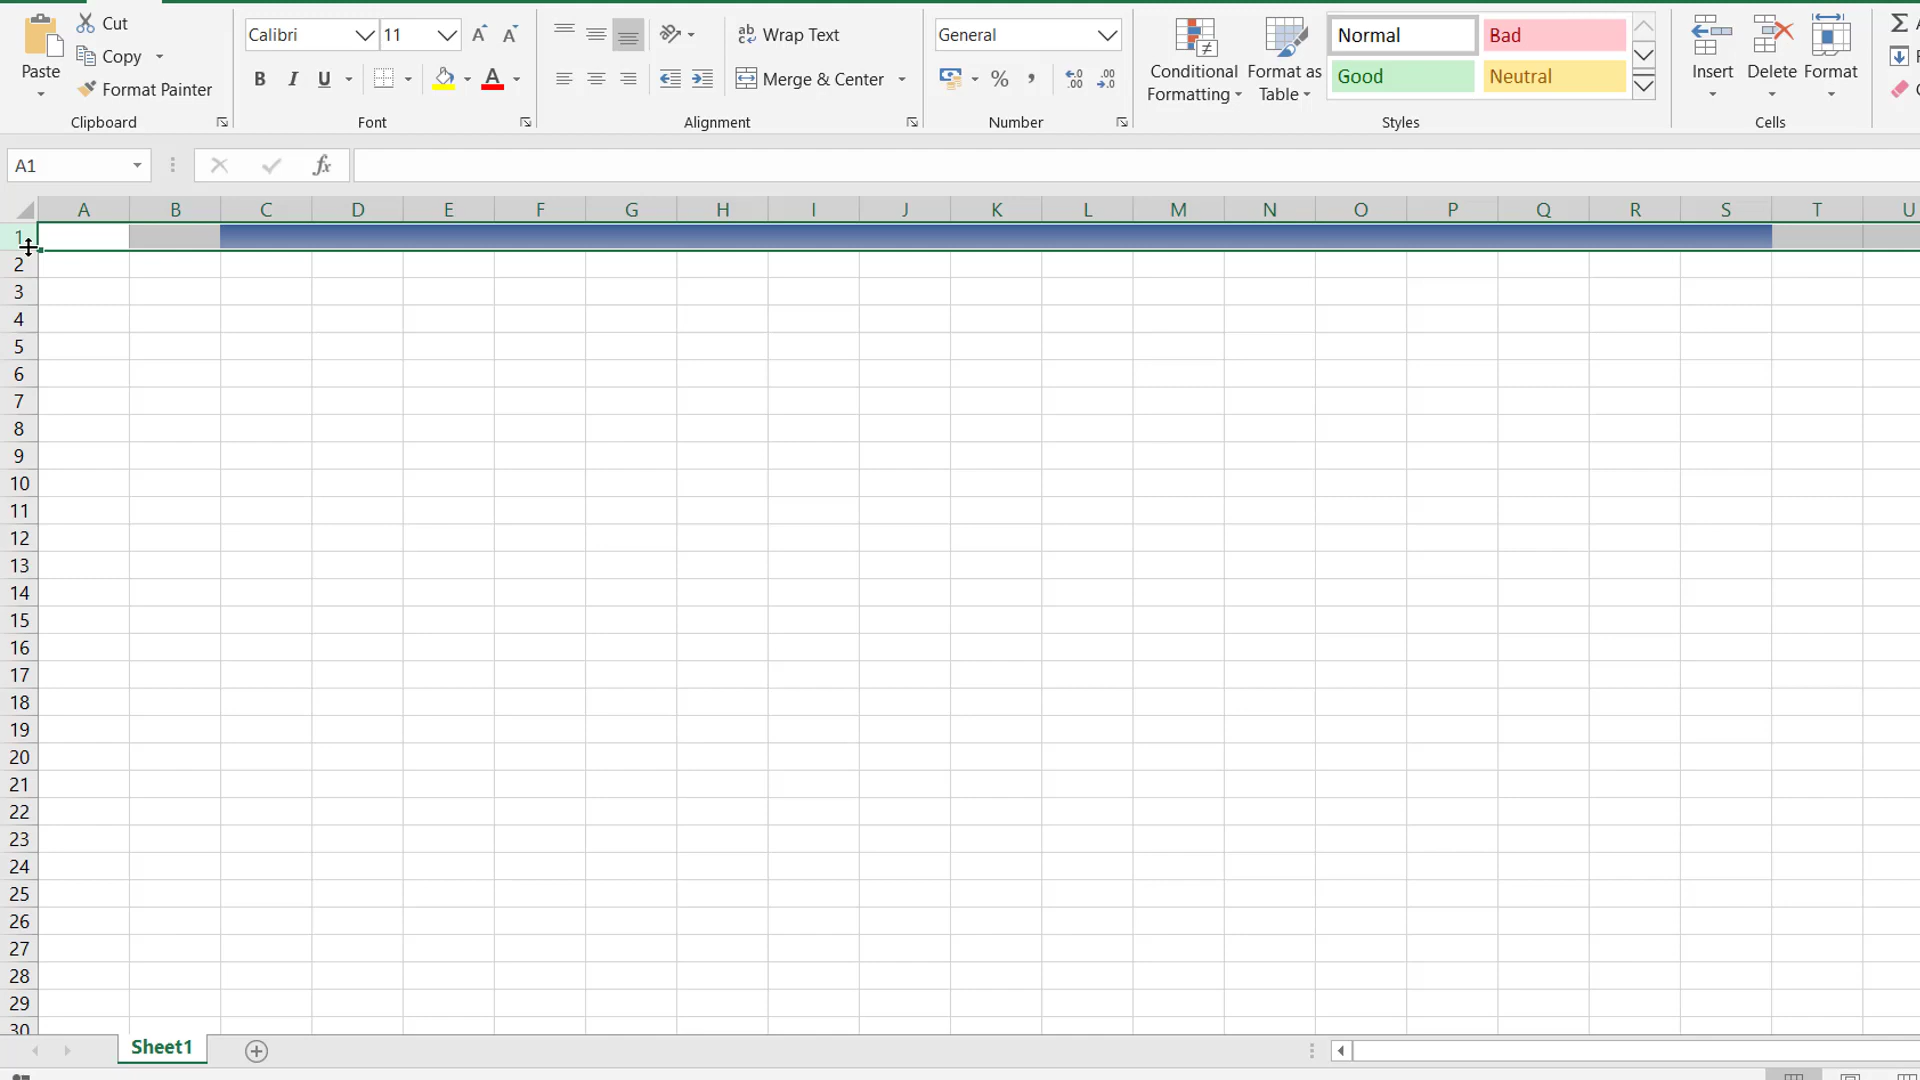 Paste
Cut
Copy
Format Painter
Clipboard
Calibri
11
B I U
Font
Wrap Text
Merge & Center
Alignment
General
Number
Conditional
Formatting
Format as
Table
Normal
Bad
Good
Neutral
Styles
Insert
Delete
Format
Cells
A1
fx
A B C D E F G H I J K L M N O P Q R S T U
1
2
3
4
5
6
7
8
9
10
11
12
13
14
15
16
17
18
19
20
21
22
23
24
25
26
27
28
29
30
Sheet1